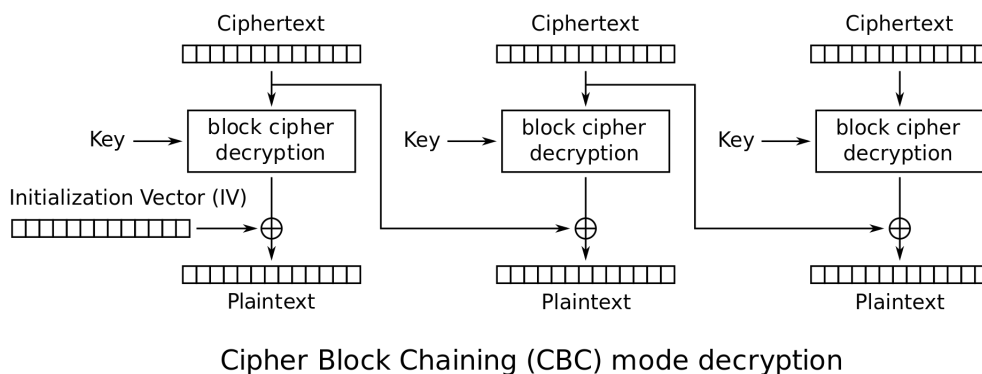 Ciphertext
Ciphertext
Ciphertext
Key
block cipher
decryption
Key
block cipher
decryption
Key
block cipher
decryption
Initialization Vector (IV)
Plaintext
Plaintext
Plaintext
Cipher Block Chaining (CBC) mode decryption